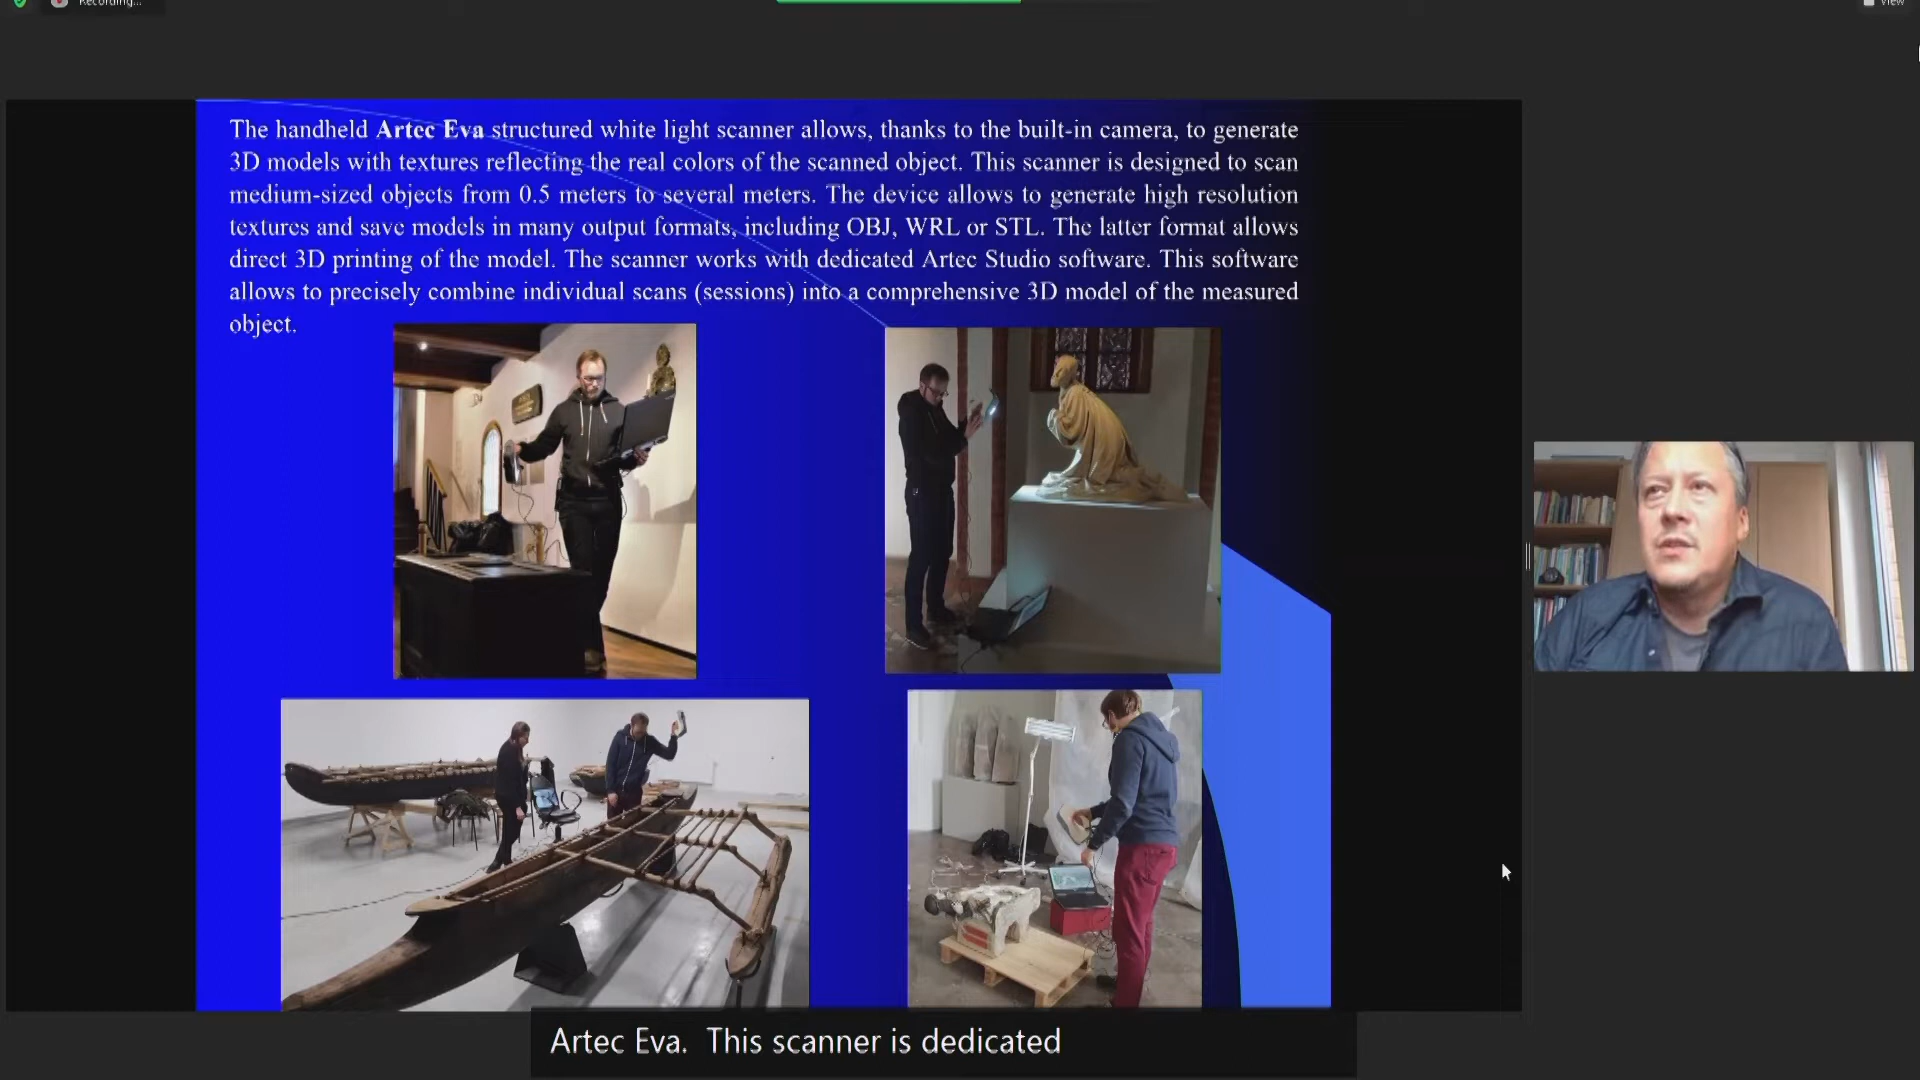 Recording...
View
The handheld Artec Eva structured white light scanner allows, thanks to the built-in camera, to generate
3D models with textures reflecting the real colors of the scanned object. This scanner is designed to scan
medium-sized objects from 0.5 meters to several meters. The device allows to generate high resolution
textures and save models in many output formats, including OBJ, WRL or STL. The latter format allows
direct 3D printing of the model. The scanner works with dedicated Artec Studio software. This software
allows to precisely combine individual scans (sessions) into a comprehensive 3D model of the measured
object.
Artec Eva.  This scanner is dedicated